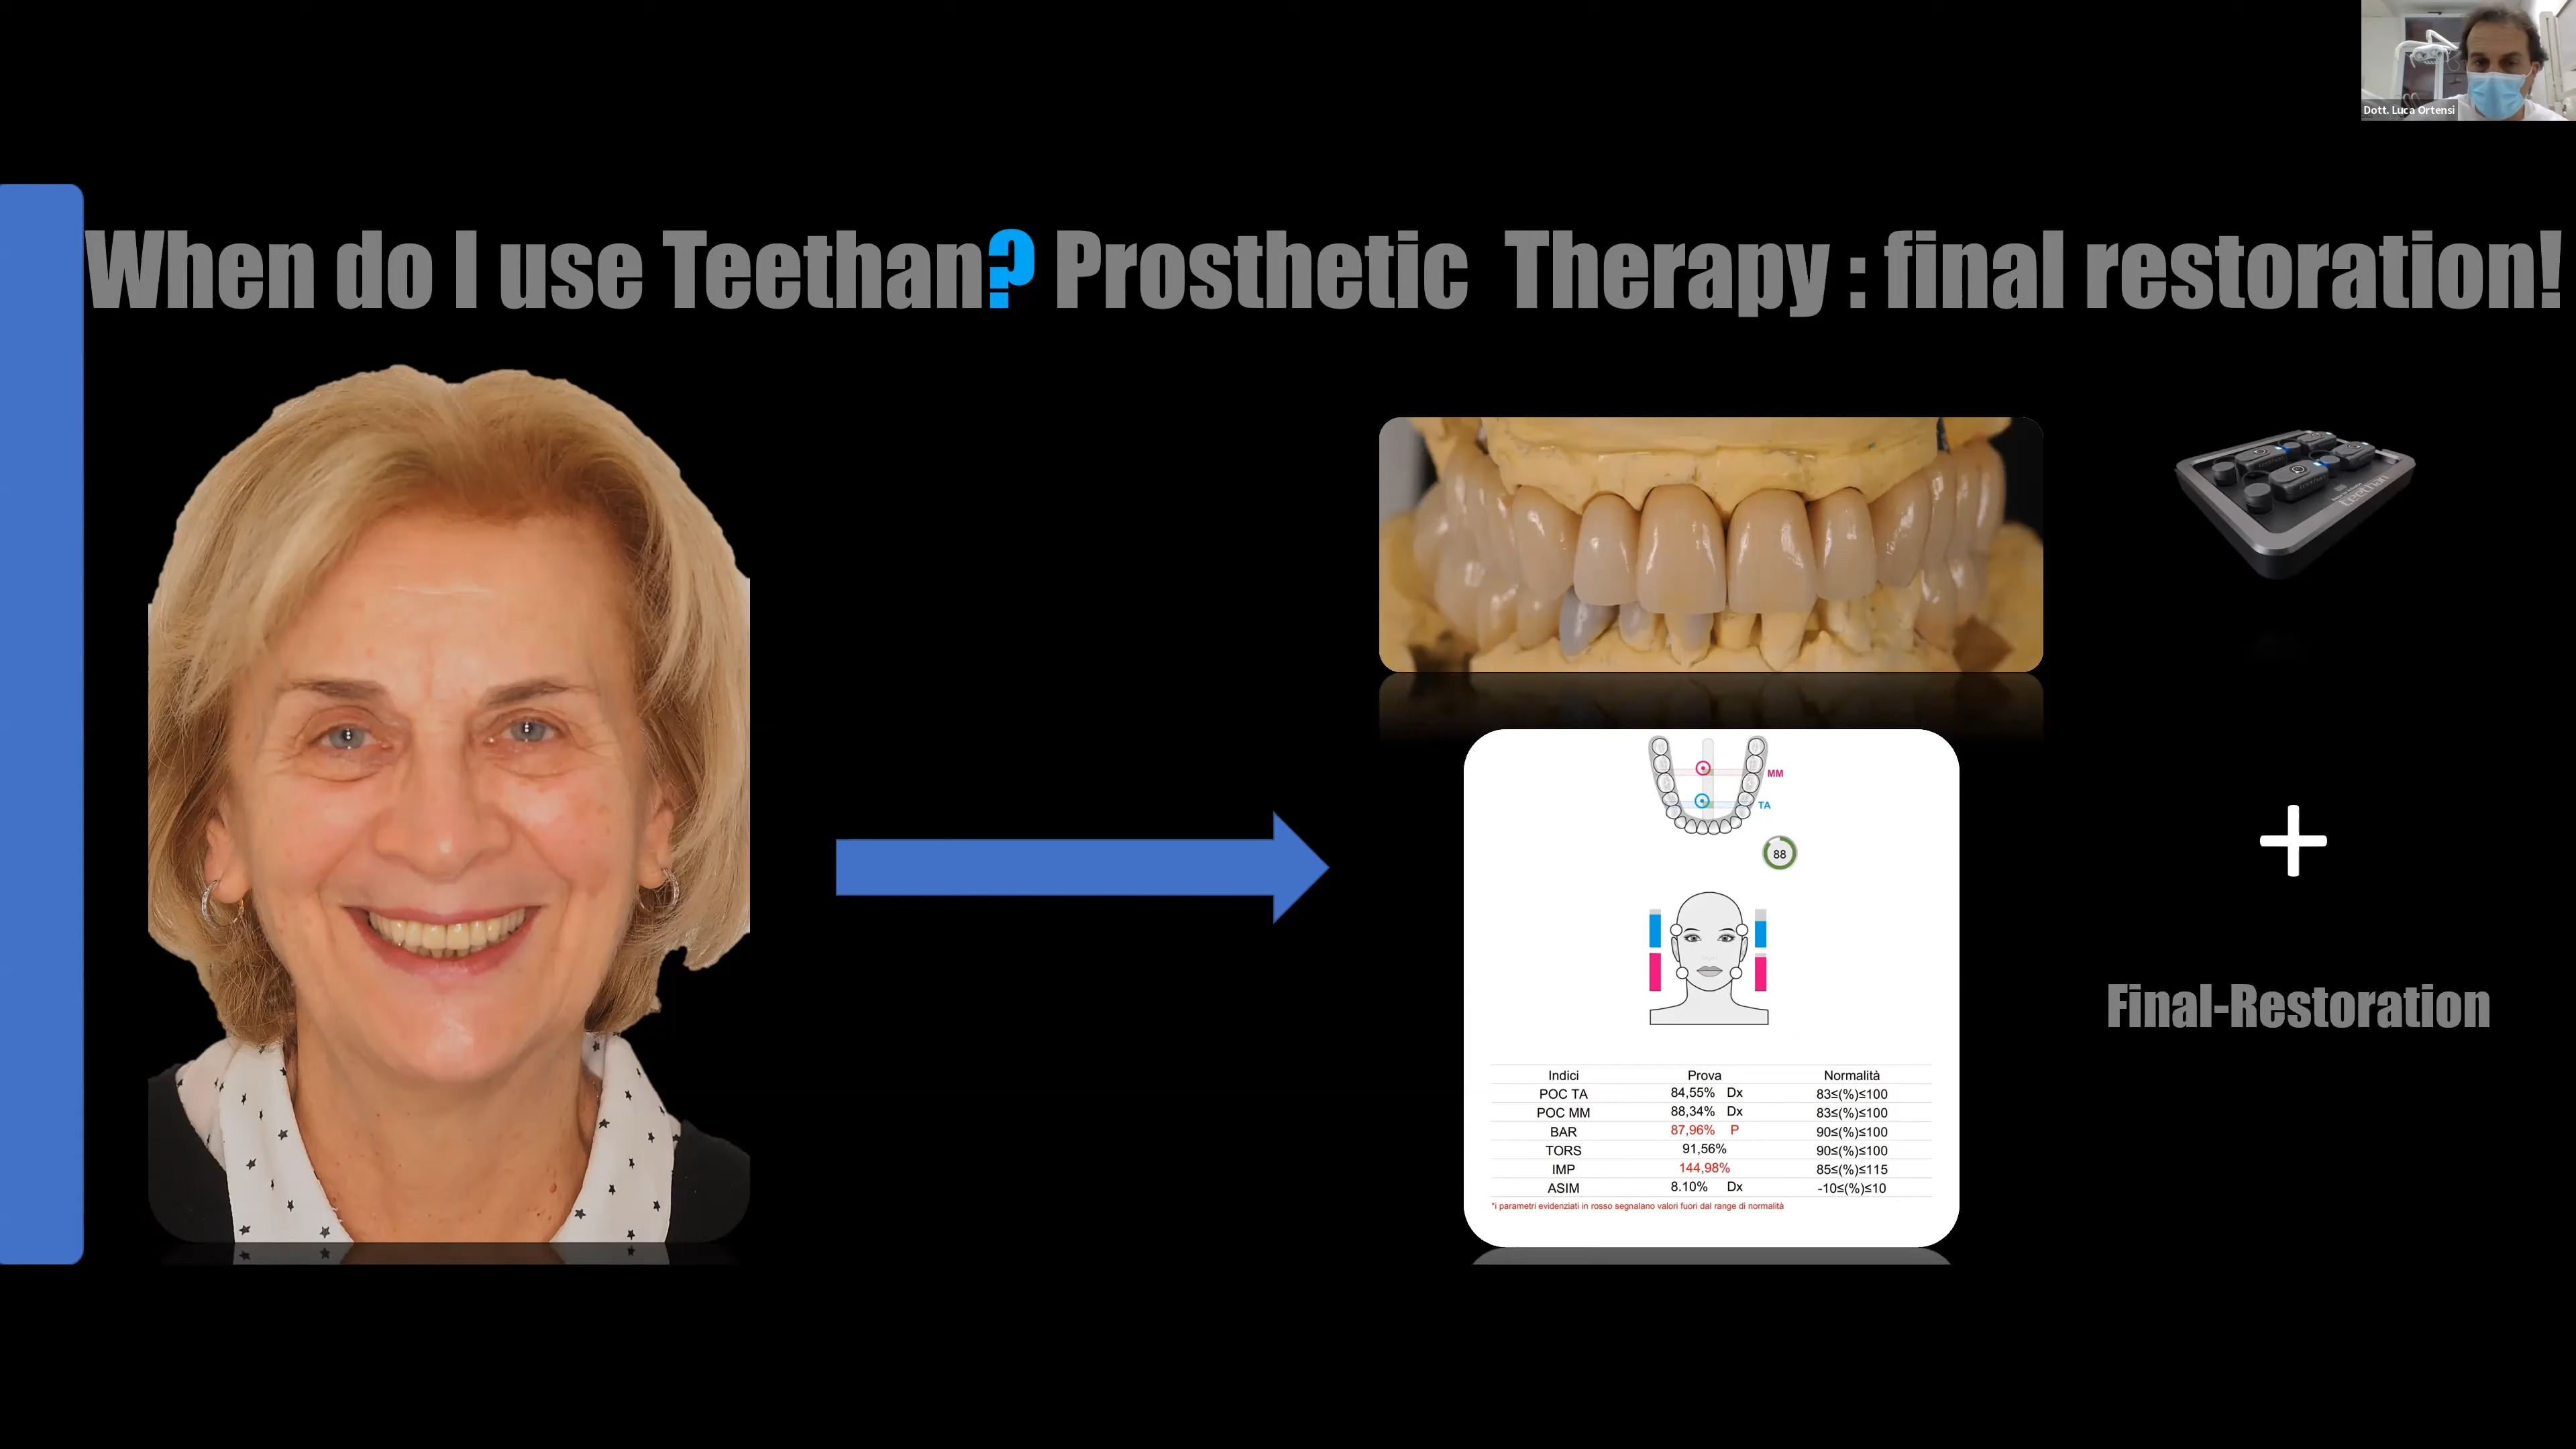 Dott. Luca Ortensi
When do I use Teethan? Prosthetic Therapy : final restoration!
teethan
MM
TA
88
Final-Restoration
Indici Prova Normalità
POC TA 84,55% Dx 83≤(%)≤100
POC MM 88,34% Dx 83≤(%)≤100
BAR 87,96% P 90≤(%)≤100
TORS 91,56% 90≤(%)≤100
IMP 144,98% 85≤(%)≤115
ASIM 8.10% Dx -10≤(%)≤10
*i parametri evidenziati in rosso segnalano valori fuori dal range di normalità